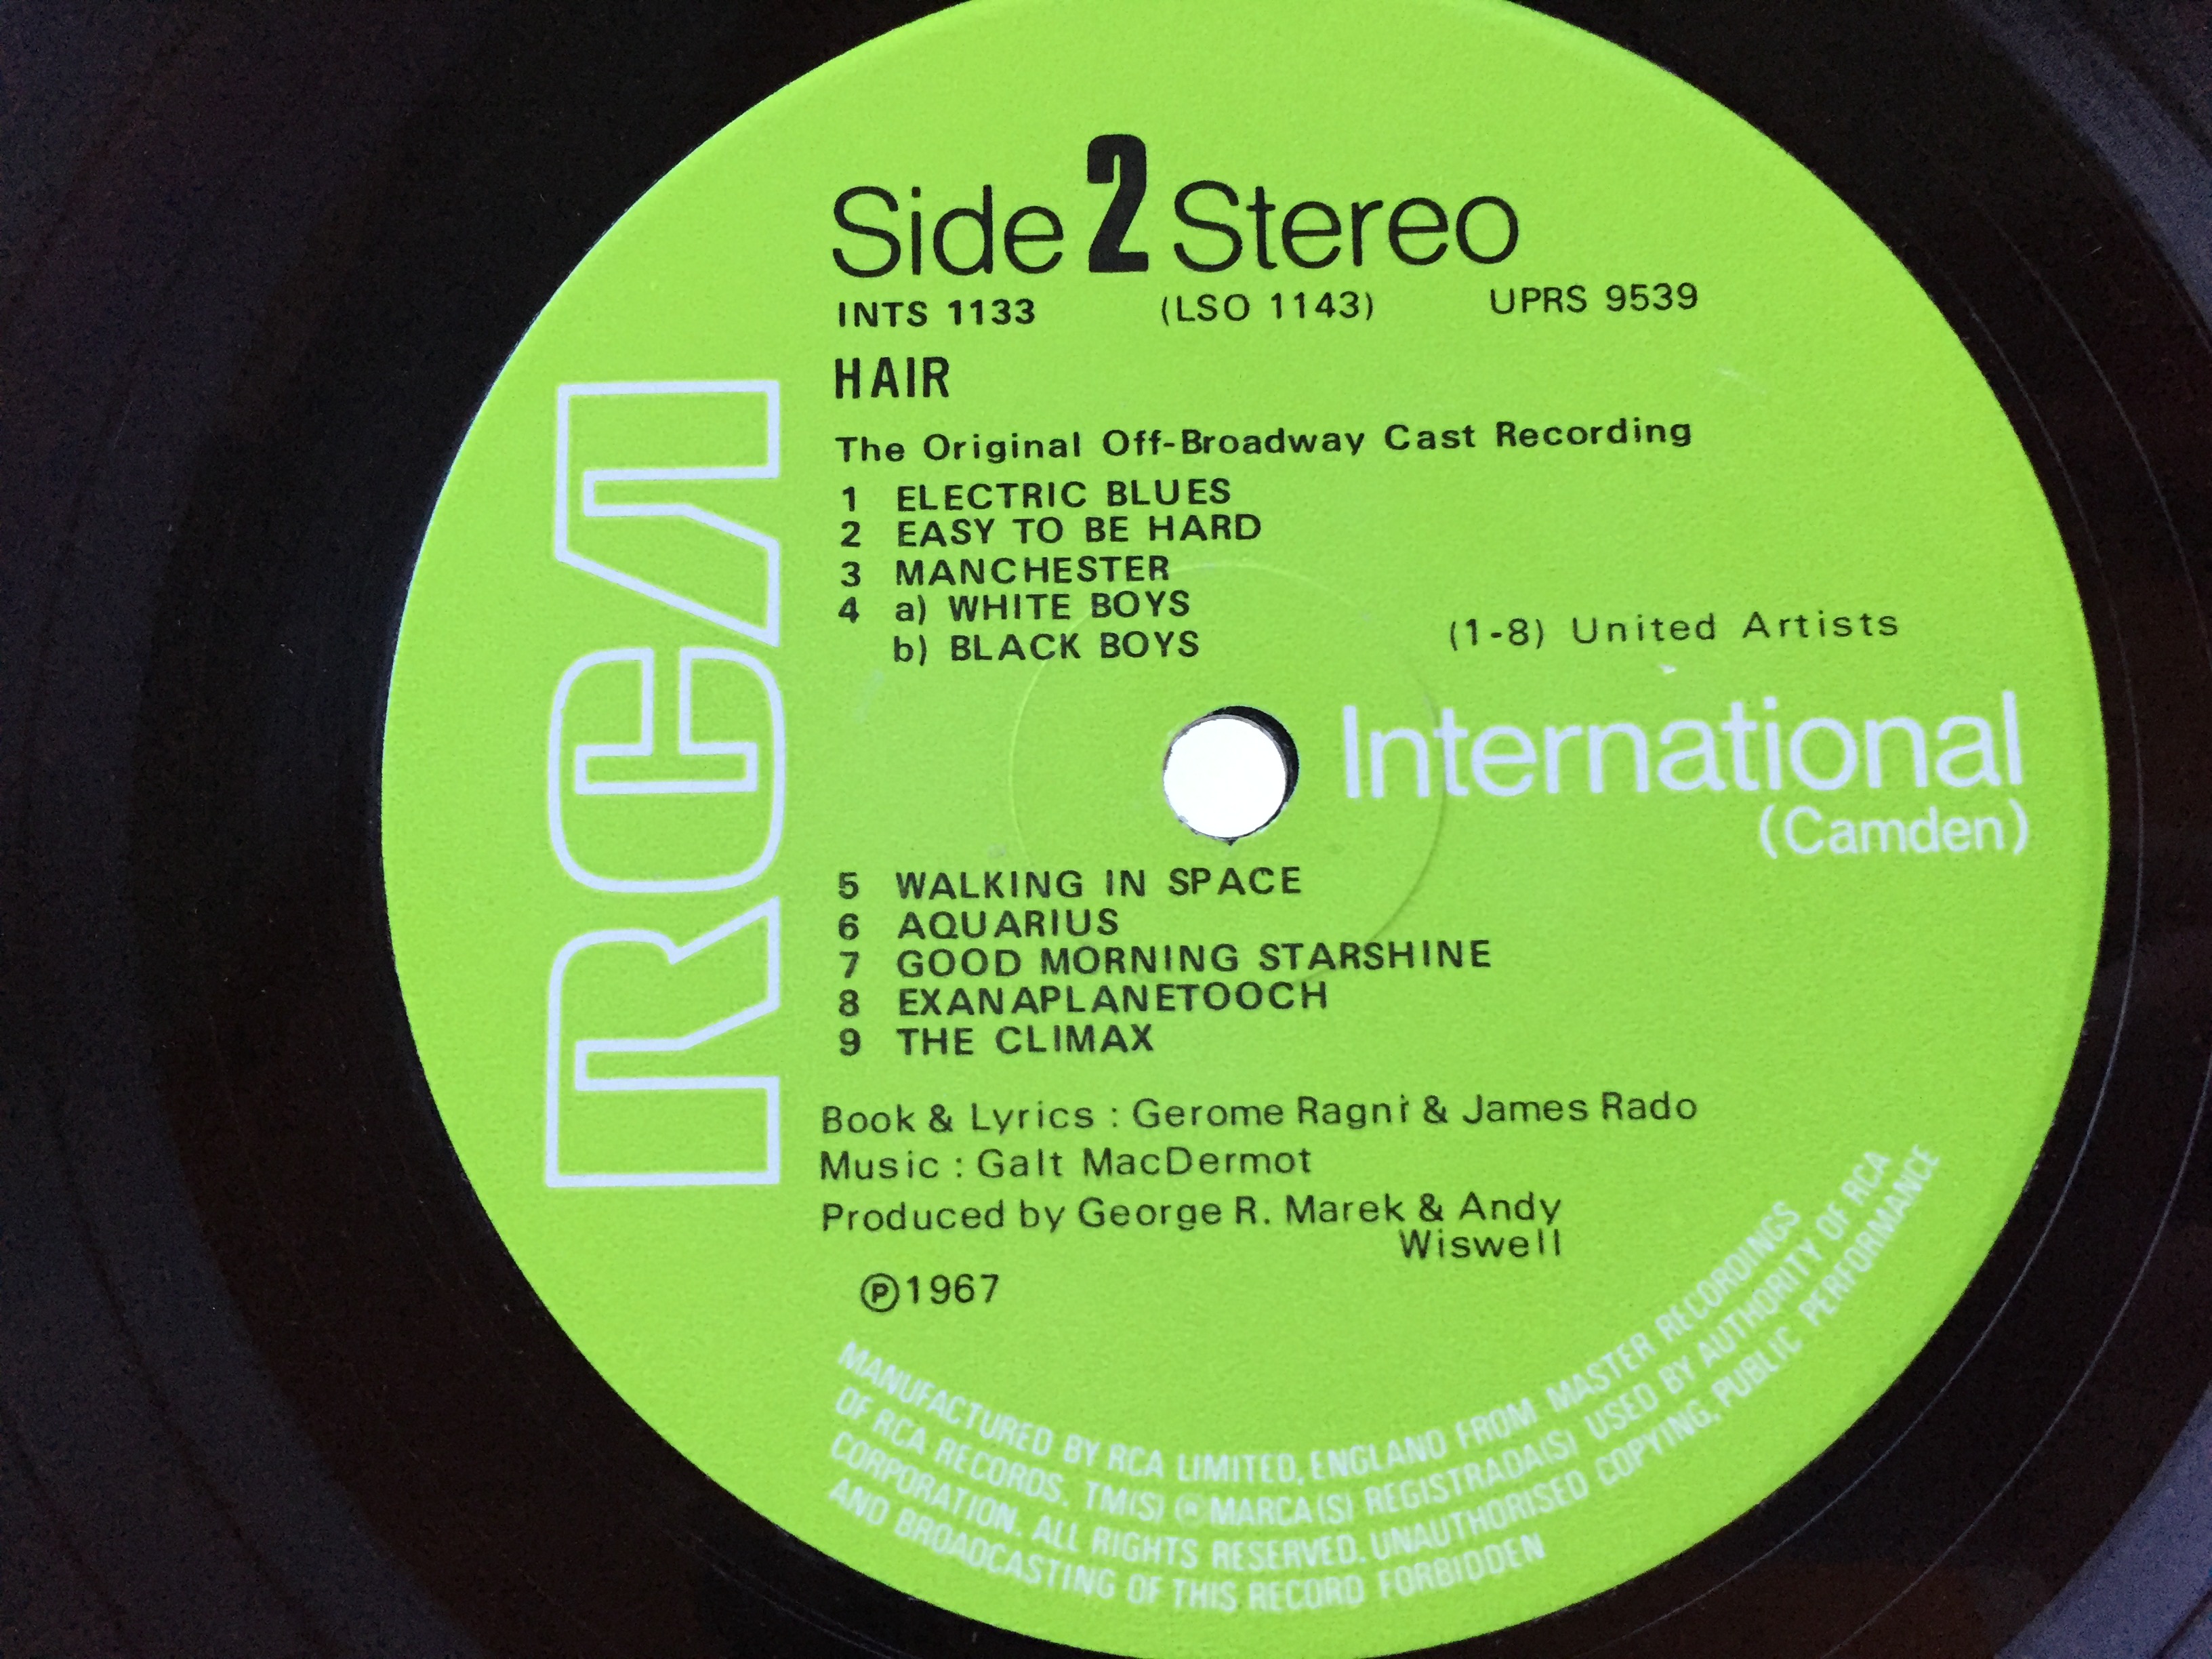 Side 2 Stereo
INTS 1133 (LSO 1143) UPRS 9539
HAIR
The Original Off-Broadway Cast Recording
1 ELECTRIC BLUES
2 EASY TO BE HARD
3 MANCHESTER
4 a) WHITE BOYS
b) BLACK BOYS
(1-8) United Artists
RCA
International
(Camden)
5 WALKING IN SPACE
6 AQUARIUS
7 GOOD MORNING STARSHINE
8 EXANAPLANETOOCH
9 THE CLIMAX
Book & Lyrics : Gerome Ragni & James Rado
Music : Galt MacDermot
Produced by George R. Marek & Andy
Wiswell
℗1967
MANUFACTURED BY RCA LIMITED, ENGLAND FROM MASTER RECORDINGS
OF RCA RECORDS. TM(S) ® MARCA(S) REGISTRADA(S) USED BY AUTHORITY OF RCA
CORPORATION. ALL RIGHTS RESERVED. UNAUTHORISED COPYING, PUBLIC PERFORMANCE
AND BROADCASTING OF THIS RECORD FORBIDDEN